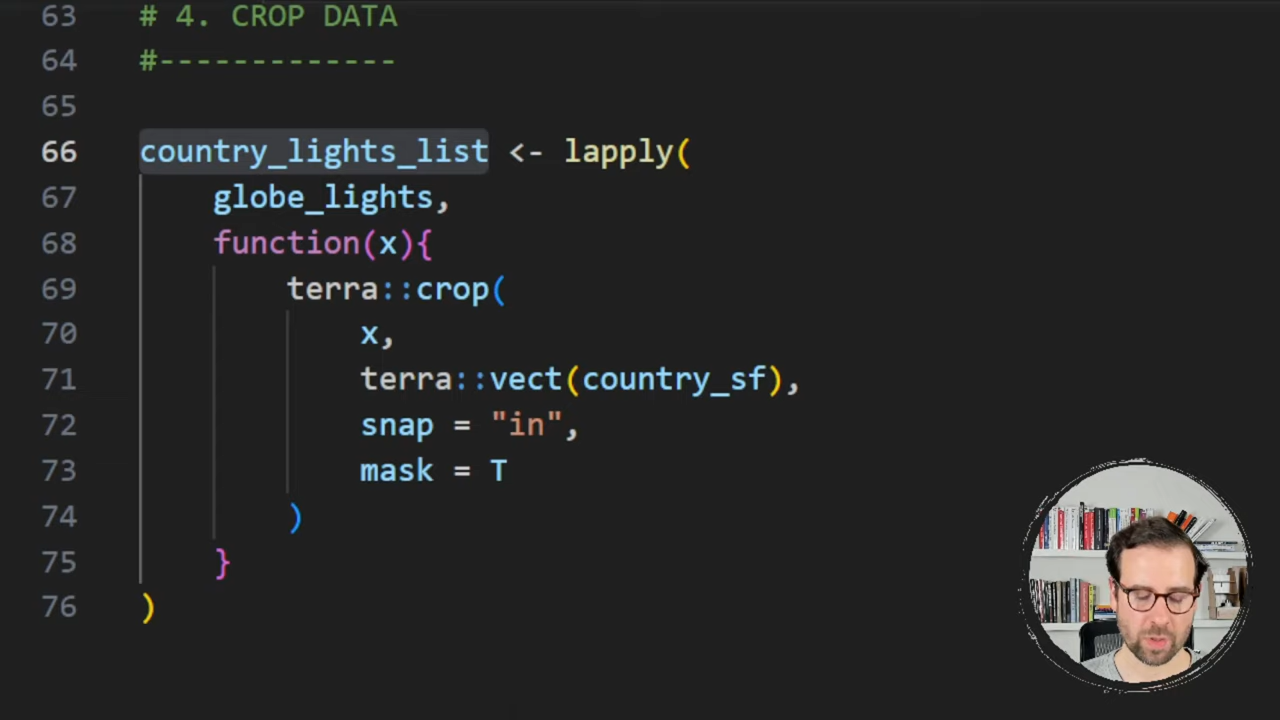 63 # 4. CROP DATA
64 #-------------
65
66 country_lights_list <- lapply(
67     globe_lights,
68     function(x){
69         terra::crop(
70             x,
71             terra::vect(country_sf),
72             snap = "in",
73             mask = T
74         )
75     }
76 )